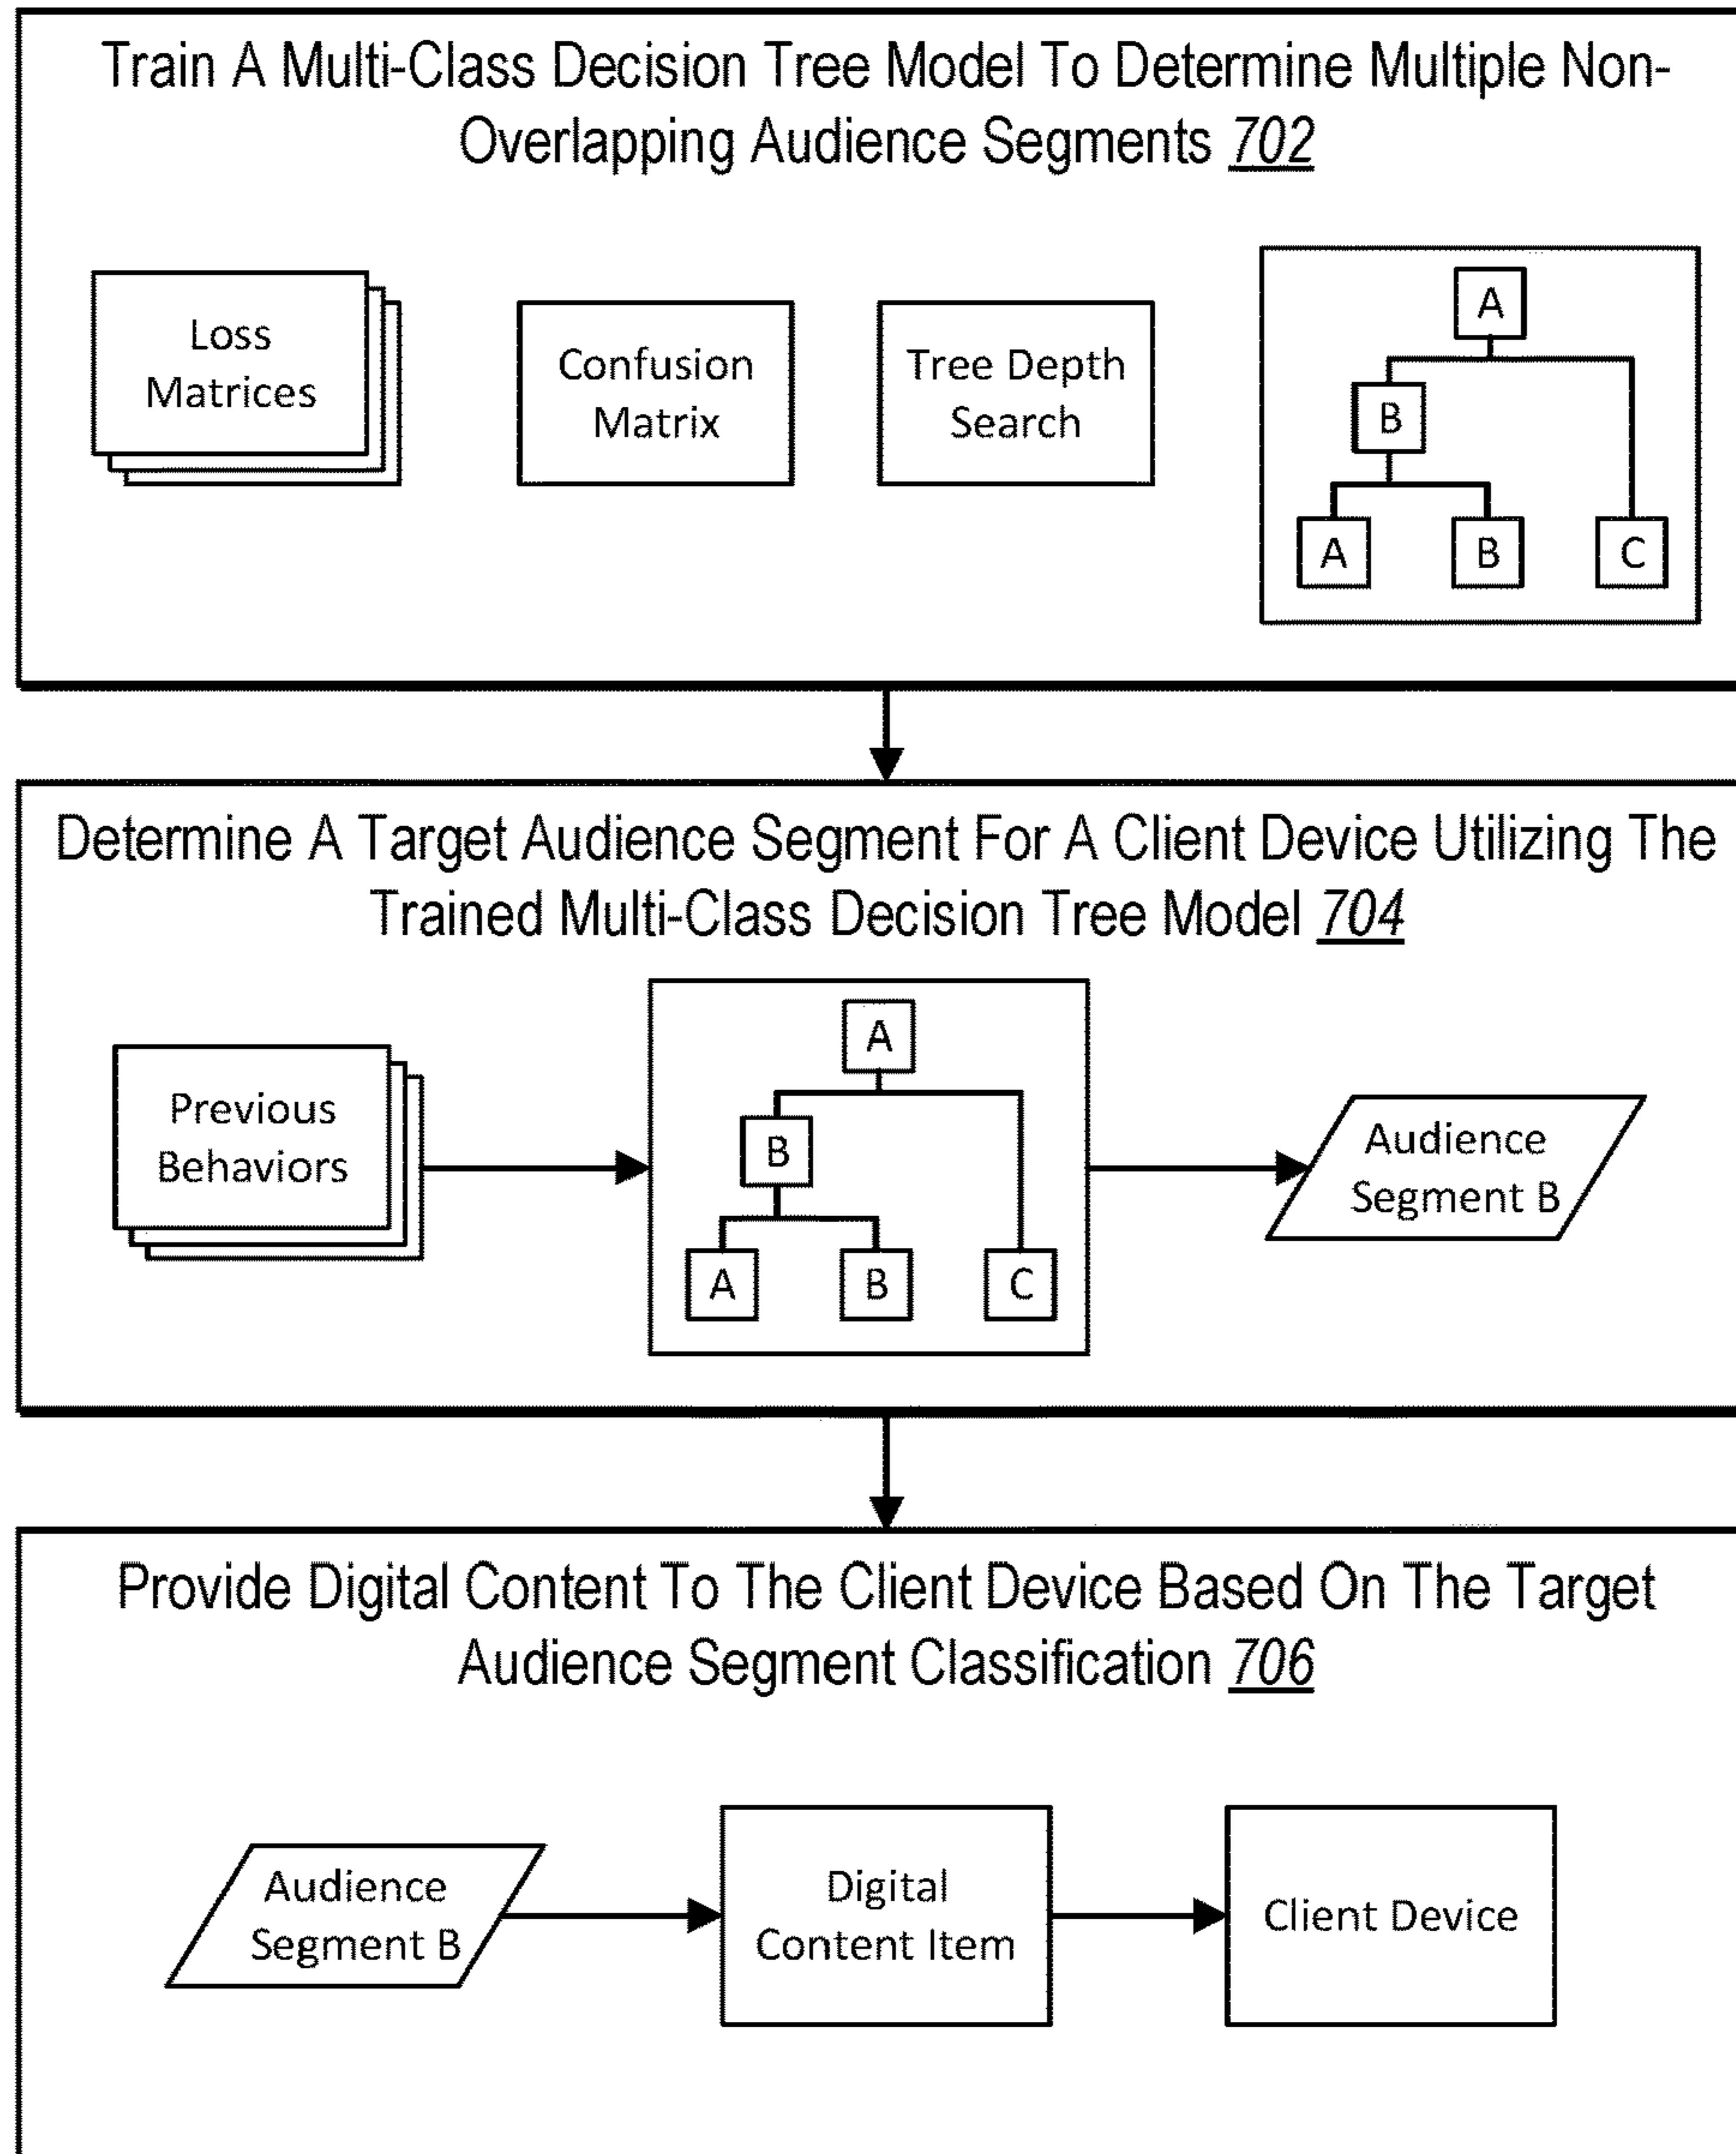 Train A Multi-Class Decision Tree Model To Determine Multiple Non-
Overlapping Audience Segments 702
Loss
Matrices
Confusion
Matrix
Tree Depth
Search
A
B
A B C
Determine A Target Audience Segment For A Client Device Utilizing The
Trained Multi-Class Decision Tree Model 704
Previous
Behaviors
A
B
A B C
Audience
Segment B
Provide Digital Content To The Client Device Based On The Target
Audience Segment Classification 706
Audience
Segment B
Digital
Content Item
Client Device